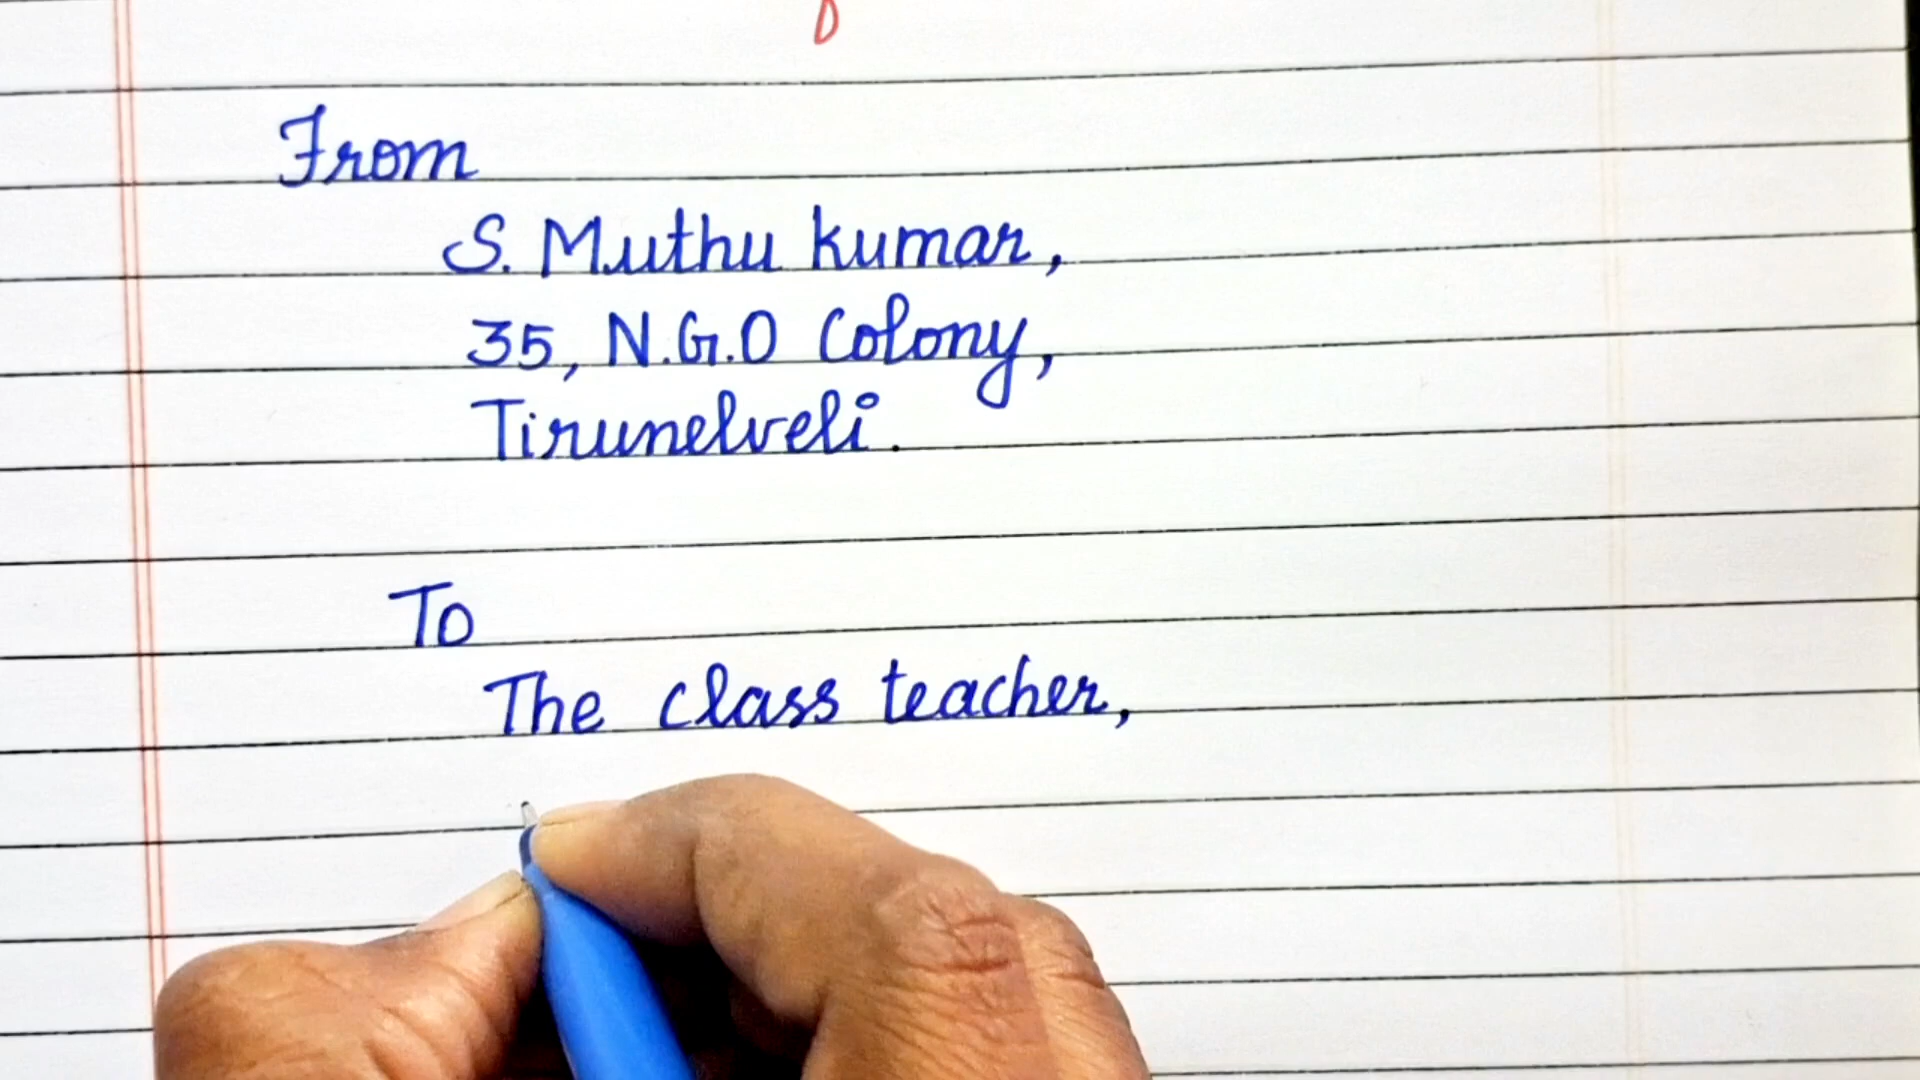 From
S. Muthu kumar,
35, N.G.O Colony,
Tirunelveli.
To
The class teacher,